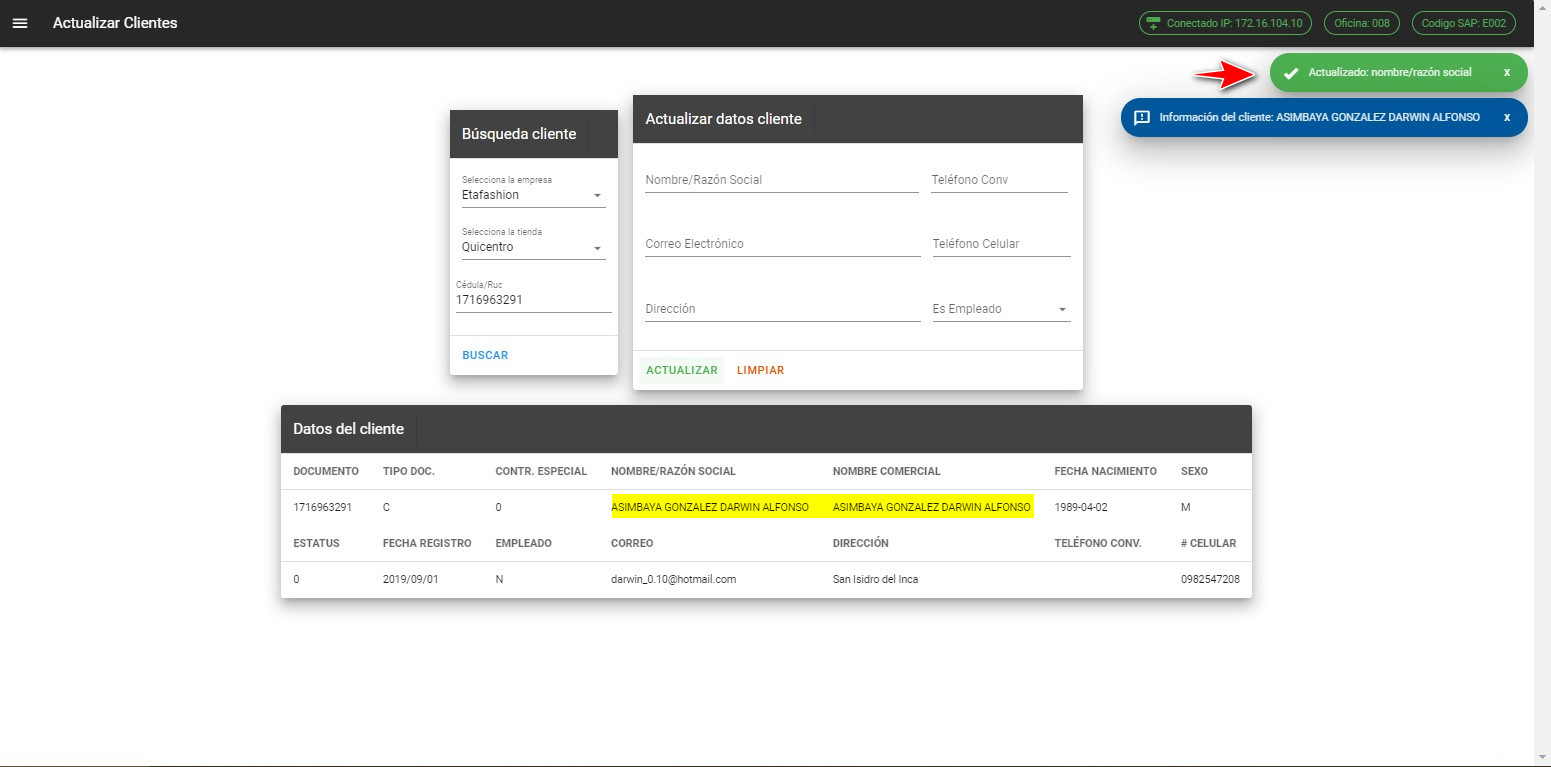 Actualizar Clientes
Conectado IP: 172.16.104.10
Oficina: 008
Codigo SAP: E002
Actualizado: nombre/razón social x
Información del cliente: ASIMBAYA GONZALEZ DARWIN ALFONSO x
Búsqueda cliente
Selecciona la empresa
Etafashion
Selecciona la tienda
Quicentro
Cédula/Ruc
1716963291
BUSCAR
Actualizar datos cliente
Nombre/Razón Social Teléfono Conv
Correo Electrónico Teléfono Celular
Dirección Es Empleado
ACTUALIZAR LIMPIAR
Datos del cliente
DOCUMENTO TIPO DOC. CONTR. ESPECIAL NOMBRE/RAZÓN SOCIAL NOMBRE COMERCIAL FECHA NACIMIENTO SEXO
1716963291 C 0 ASIMBAYA GONZALEZ DARWIN ALFONSO ASIMBAYA GONZALEZ DARWIN ALFONSO 1989-04-02 M
ESTATUS FECHA REGISTRO EMPLEADO CORREO DIRECCIÓN TELÉFONO CONV. # CELULAR
0 2019/09/01 N darwin_0.10@hotmail.com San Isidro del Inca 0982547208